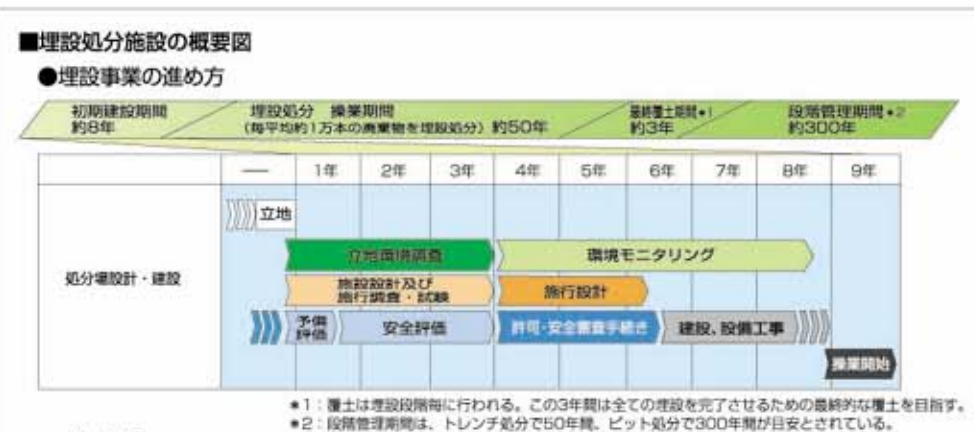 ■埋設処分施設の概要図
●埋設事業の進め方
初期建設期間
約8年
埋設処分 操業期間
(毎平均約1万本の廃棄物を埋設処分) 約50年
最終覆土期間*1
約3年
段階管理期間*2
約300年
— 1年 2年 3年 4年 5年 6年 7年 8年 9年
処分場設計・建設
立地
立地環境調査
環境モニタリング
施設設計及び
施行調査・試験
施行設計
予備
評価
安全評価
許可・安全審査手続き
建設、設備工事
操業開始
*1:覆土は埋設段階毎に行われる。この3年間は全ての埋設を完了させるための最終的な覆土を目指す。
*2:段階管理期間は、トレンチ処分で50年間、ピット処分で300年間が目安とされている。